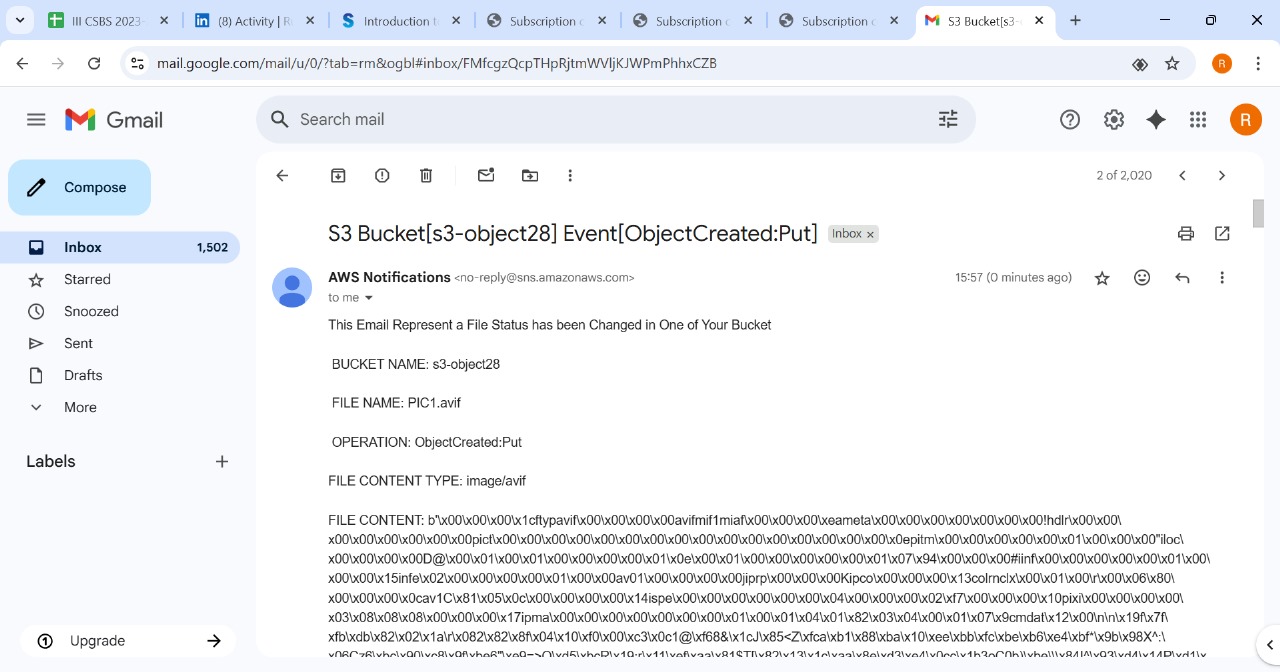 III CSBS 2023-
(8) Activity | R
Introduction t
Subscription c
Subscription c
Subscription c
S3 Bucket[s3-
mail.google.com/mail/u/0/?tab=rm&ogbl#inbox/FMfcgzQcpTHpRjtmWVljKJWPmPhhxCZB
R
Gmail
Search mail
R
Compose
2 of 2,020
Inbox 1,502
Starred
Snoozed
Sent
Drafts
More
Labels
Upgrade
S3 Bucket[s3-object28] Event[ObjectCreated:Put] Inbox x
AWS Notifications <no-reply@sns.amazonaws.com> 15:57 (0 minutes ago)
to me
This Email Represent a File Status has been Changed in One of Your Bucket
BUCKET NAME: s3-object28
FILE NAME: PIC1.avif
OPERATION: ObjectCreated:Put
FILE CONTENT TYPE: image/avif
FILE CONTENT: b'\x00\x00\x00\x1cftypavif\x00\x00\x00\x00avifmif1miaf\x00\x00\x00\xeameta\x00\x00\x00\x00\x00\x00\x00!hdlr\x00\x00\
x00\x00\x00\x00\x00\x00pict\x00\x00\x00\x00\x00\x00\x00\x00\x00\x00\x00\x00\x00\x00\x00\x0epitm\x00\x00\x00\x00\x00\x01\x00\x00\x00"iloc\
x00\x00\x00\x00D@\x00\x01\x00\x01\x00\x00\x00\x00\x01\x0e\x00\x01\x00\x00\x00\x00\x00\x01\x07\x94\x00\x00\x00#iinf\x00\x00\x00\x00\x00\x01\x00\
x00\x00\x15infe\x02\x00\x00\x00\x00\x01\x00\x00av01\x00\x00\x00\x00jiprp\x00\x00\x00Kipco\x00\x00\x00\x13colrnclx\x00\x01\x00\r\x00\x06\x80\
x00\x00\x00\x0cav1C\x81\x05\x0c\x00\x00\x00\x00\x14ispe\x00\x00\x00\x00\x00\x00\x04\x00\x00\x00\x02\xf7\x00\x00\x00\x10pixi\x00\x00\x00\x00\
x03\x08\x08\x08\x00\x00\x00\x17ipma\x00\x00\x00\x00\x00\x00\x00\x01\x00\x01\x04\x01\x82\x03\x04\x00\x01\x07\x9cmdat\x12\x00\n\n\x19f\x7f\
xfb\xdb\x82\x02\x1a\r\x082\x82\x8f\x04\x10\xf0\x00\xc3\x0c1@\xf68&\x1cJ\x85<Z\xfca\xb1\x88\xba\x10\xee\xbb\xfc\xbe\xb6\xe4\xbf*\x9b\x98X^:\